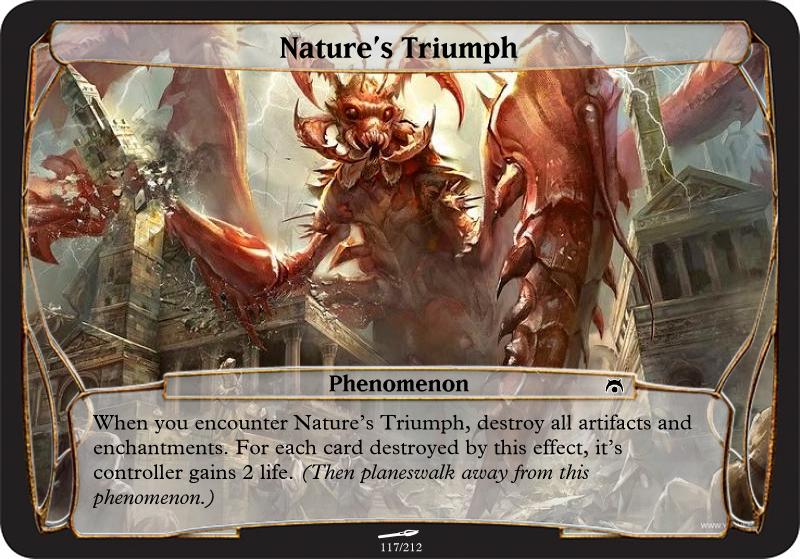 Nature's Triumph
Phenomenon
When you encounter Nature's Triumph, destroy all artifacts and
enchantments. For each card destroyed by this effect, it's
controller gains 2 life. (Then planeswalk away from this
phenomenon.)
117/212